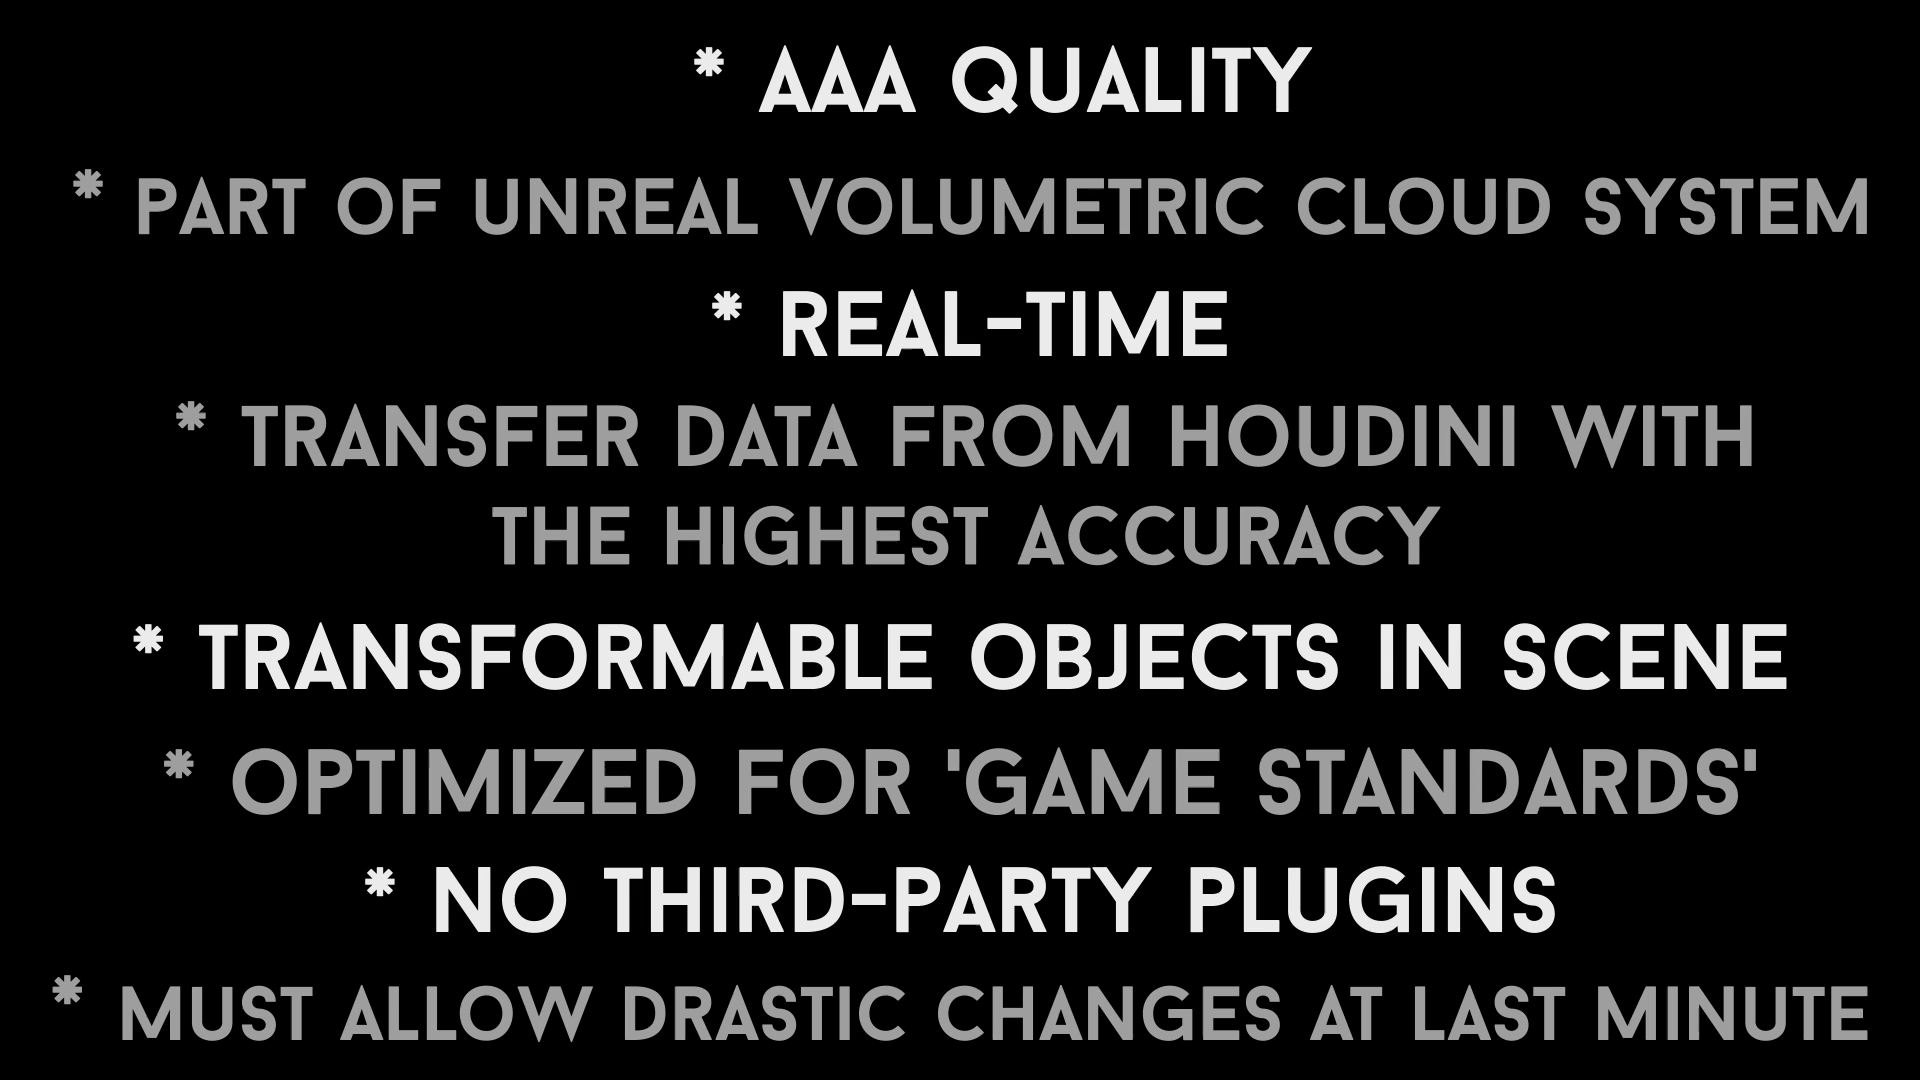 * AAA QUALITY
* PART OF UNREAL VOLUMETRIC CLOUD SYSTEM
* REAL-TIME
* TRANSFER DATA FROM HOUDINI WITH
THE HIGHEST ACCURACY
* TRANSFORMABLE OBJECTS IN SCENE
* OPTIMIZED FOR 'GAME STANDARDS'
* NO THIRD-PARTY PLUGINS
* MUST ALLOW DRASTIC CHANGES AT LAST MINUTE